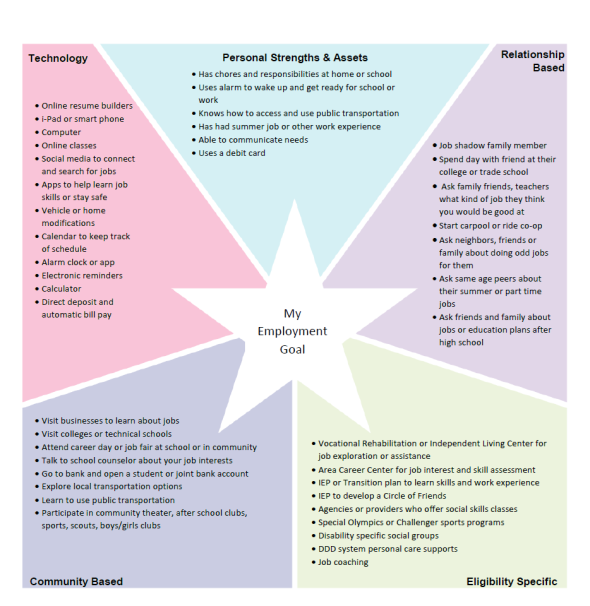 Technology
• Online resume builders
• i-Pad or smart phone
• Computer
• Online classes
• Social media to connect
and search for jobs
• Apps to help learn job
skills or stay safe
• Vehicle or home
modifications
• Calendar to keep track
of schedule
• Alarm clock or app
• Electronic reminders
• Calculator
• Direct deposit and
automatic bill pay
Personal Strengths & Assets
• Has chores and responsibilities at home or school
• Uses alarm to wake up and get ready for school or
work
• Knows how to access and use public transportation
• Has had summer job or other work experience
• Able to communicate needs
• Uses a debit card
Relationship
Based
• Job shadow family member
• Spend day with friend at their
college or trade school
• Ask family friends, teachers
what kind of job they think
you would be good at
• Start carpool or ride co-op
• Ask neighbors, friends or
family about doing odd jobs
for them
• Ask same age peers about
their summer or part time
jobs
• Ask friends and family about
jobs or education plans after
high school
My
Employment
Goal
• Visit businesses to learn about jobs
• Visit colleges or technical schools
• Attend career day or job fair at school or in community
• Talk to school counselor about your job interests
• Go to bank and open a student or joint bank account
• Explore local transportation options
• Learn to use public transportation
• Participate in community theater, after school clubs,
sports, scouts, boys/girls clubs
Community Based
• Vocational Rehabilitation or Independent Living Center for
job exploration or assistance
• Area Career Center for job interest and skill assessment
• IEP or Transition plan to learn skills and work experience
• IEP to develop a Circle of Friends
• Agencies or providers who offer social skills classes
• Special Olympics or Challenger sports programs
• Disability specific social groups
• DDD system personal care supports
• Job coaching
Eligibility Specific